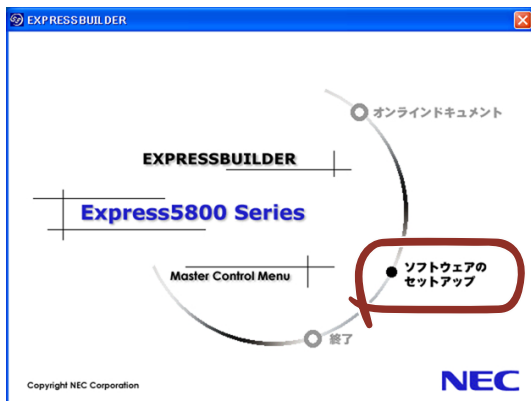 EXPRESSBUILDER
オンラインドキュメント
EXPRESSBUILDER
Express5800 Series
ソフトウェアの
セットアップ
Master Control Menu
終了
Copyright NEC Corporation
NEC